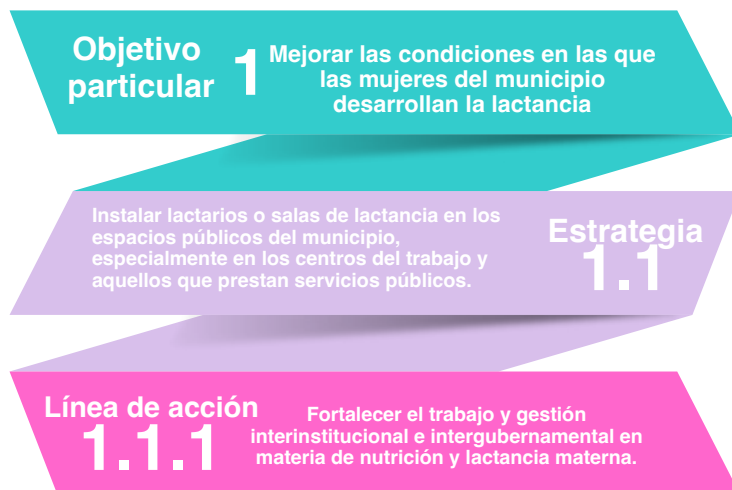 Objetivo
particular 1
Mejorar las condiciones en las que
las mujeres del municipio
desarrollan la lactancia
Instalar lactarios o salas de lactancia en los
espacios públicos del municipio,
especialmente en los centros del trabajo y
aquellos que prestan servicios públicos.
Estrategia
1.1
Línea de acción
1.1.1
Fortalecer el trabajo y gestión
interinstitucional e intergubernamental en
materia de nutrición y lactancia materna.